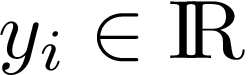 yᵢ ∈ ℝ